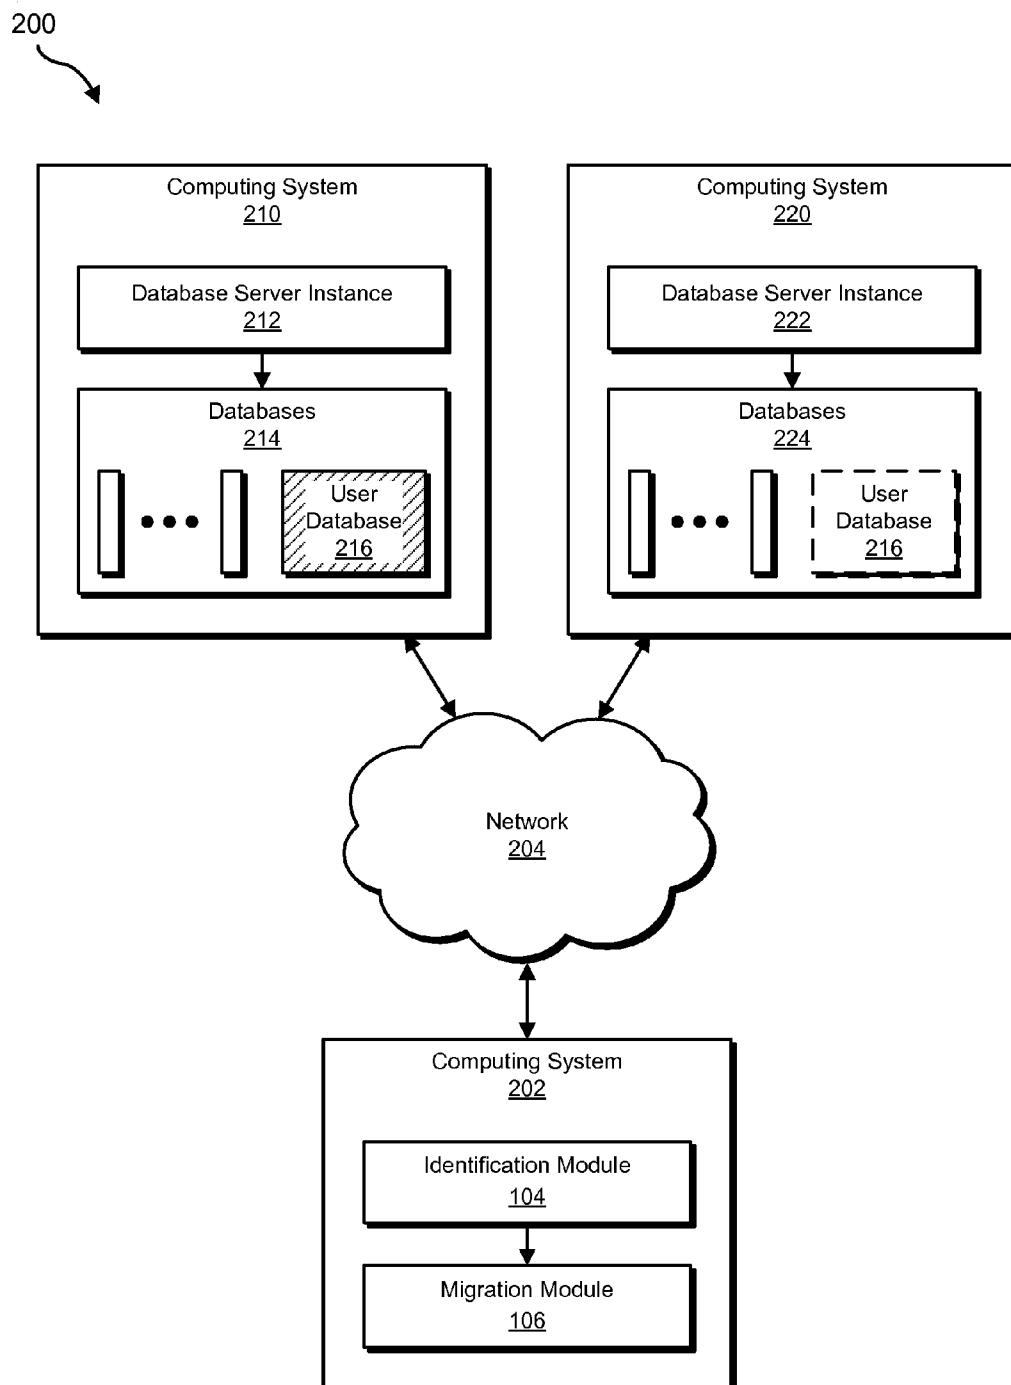 200
Computing System
210
Database Server Instance
212
Databases
214
User
Database
216
Computing System
220
Database Server Instance
222
Databases
224
User
Database
216
Network
204
Computing System
202
Identification Module
104
Migration Module
106